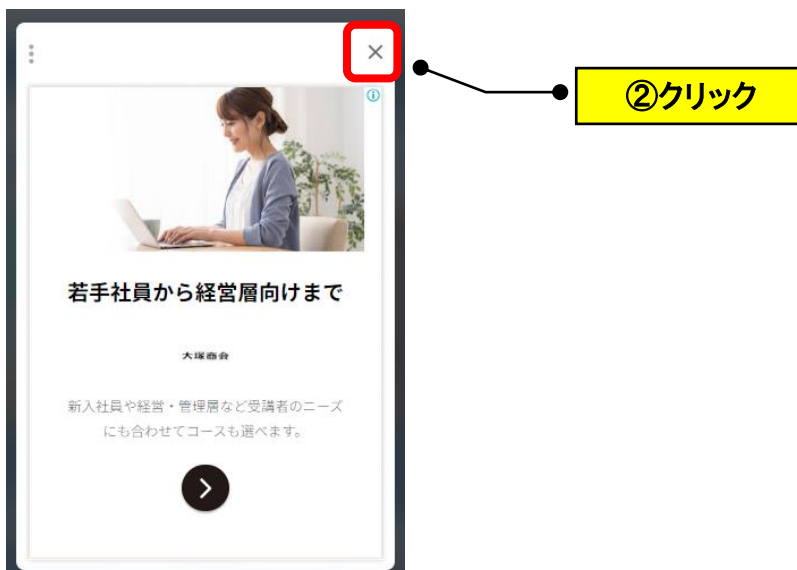 ②クリック
若手社員から経営層向けまで
大塚商会
新入社員や経営・管理層など受講者のニーズ
にも合わせてコースも選べます。